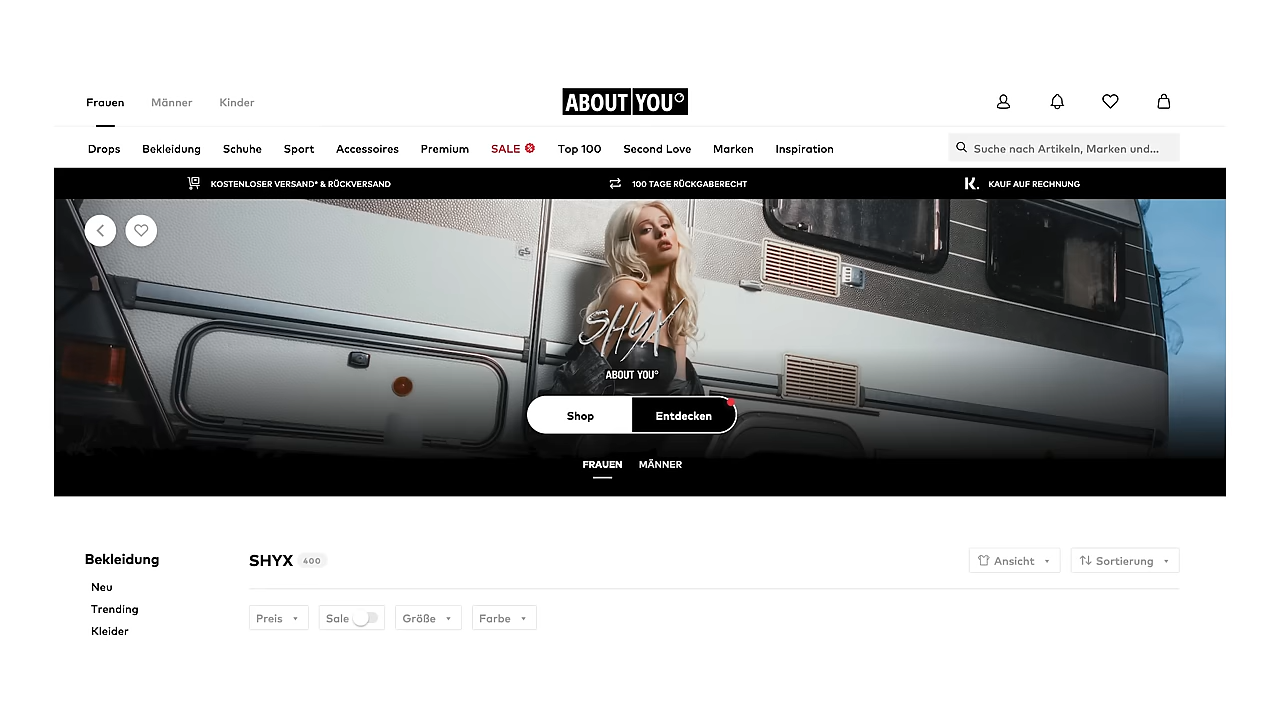 Frauen Männer Kinder
ABOUT YOU°
Drops Bekleidung Schuhe Sport Accessoires Premium SALE % Top 100 Second Love Marken Inspiration
Suche nach Artikeln, Marken und...
KOSTENLOSER VERSAND* & RÜCKVERSAND
100 TAGE RÜCKGABERECHT
K. KAUF AUF RECHNUNG
GS
SHYX
ABOUT YOU°
Shop Entdecken
FRAUEN MÄNNER
Bekleidung
Neu
Trending
Kleider
SHYX 400
Ansicht
Sortierung
Preis Sale Größe Farbe